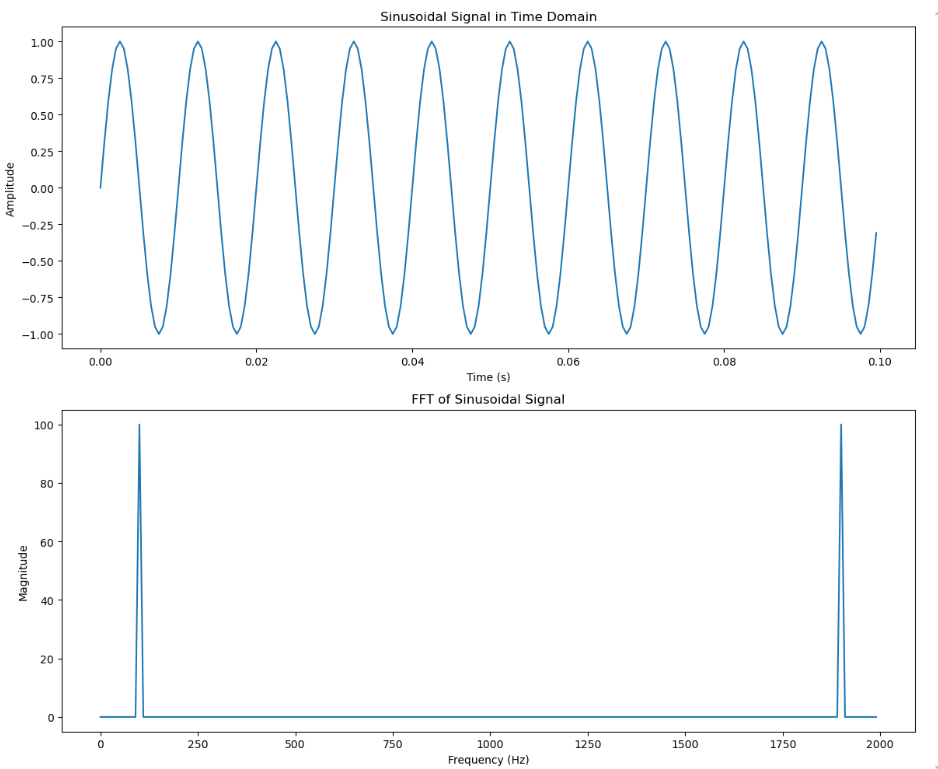 Sinusoidal Signal in Time Domain
1.00
0.75
0.50
0.25
0.00
−0.25
−0.50
−0.75
−1.00
Amplitude
0.00 0.02 0.04 0.06 0.08 0.10
Time (s)
FFT of Sinusoidal Signal
100
80
60
40
20
0
Magnitude
0 250 500 750 1000 1250 1500 1750 2000
Frequency (Hz)